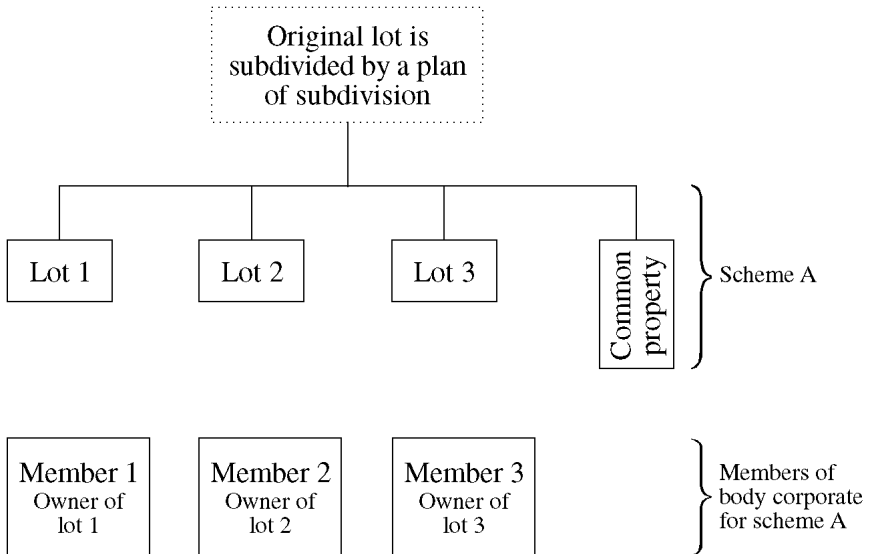 Original lot is
subdivided by a plan
of subdivision
Lot 1
Lot 2
Lot 3
Common
property
Scheme A
Member 1
Owner of
lot 1
Member 2
Owner of
lot 2
Member 3
Owner of
lot 3
Members of
body corporate
for scheme A